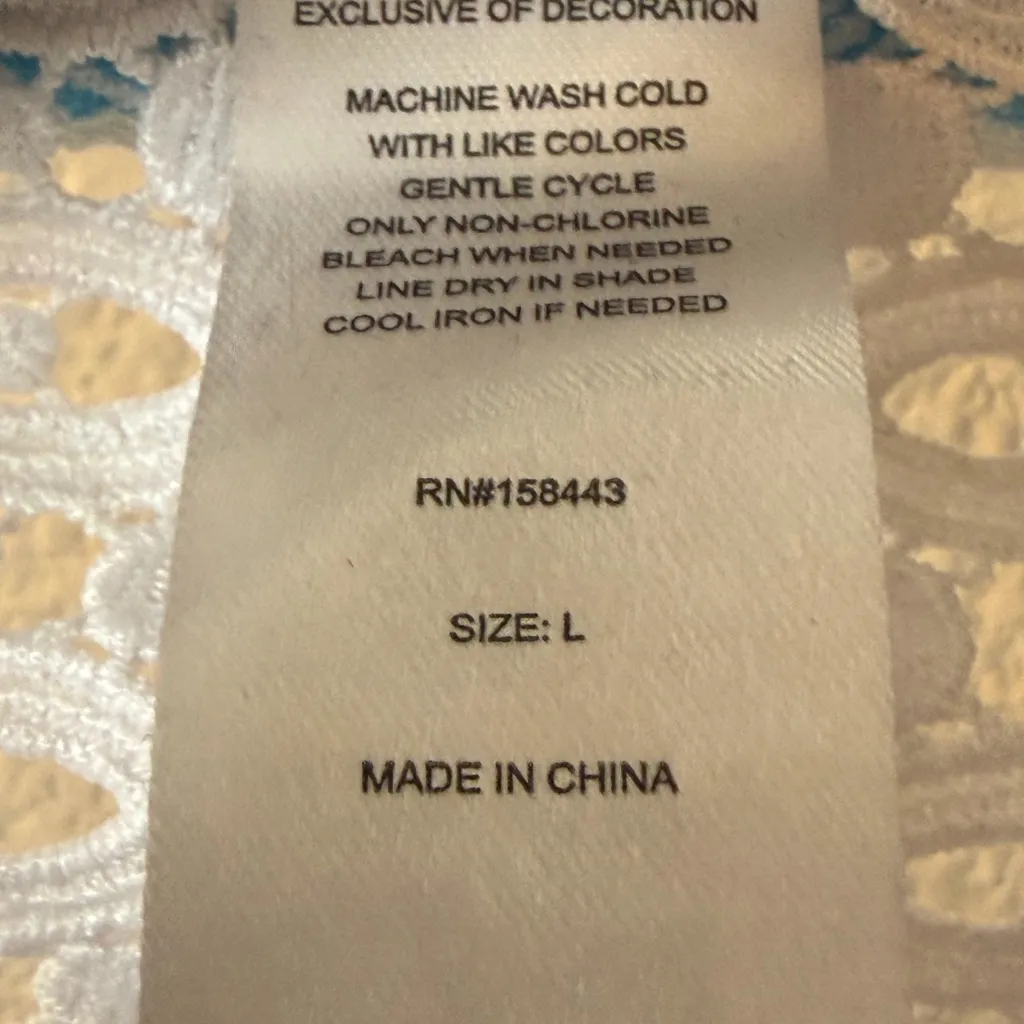 EXCLUSIVE OF DECORATION
MACHINE WASH COLD
WITH LIKE COLORS
GENTLE CYCLE
ONLY NON-CHLORINE
BLEACH WHEN NEEDED
LINE DRY IN SHADE
COOL IRON IF NEEDED
RN#158443
SIZE: L
MADE IN CHINA